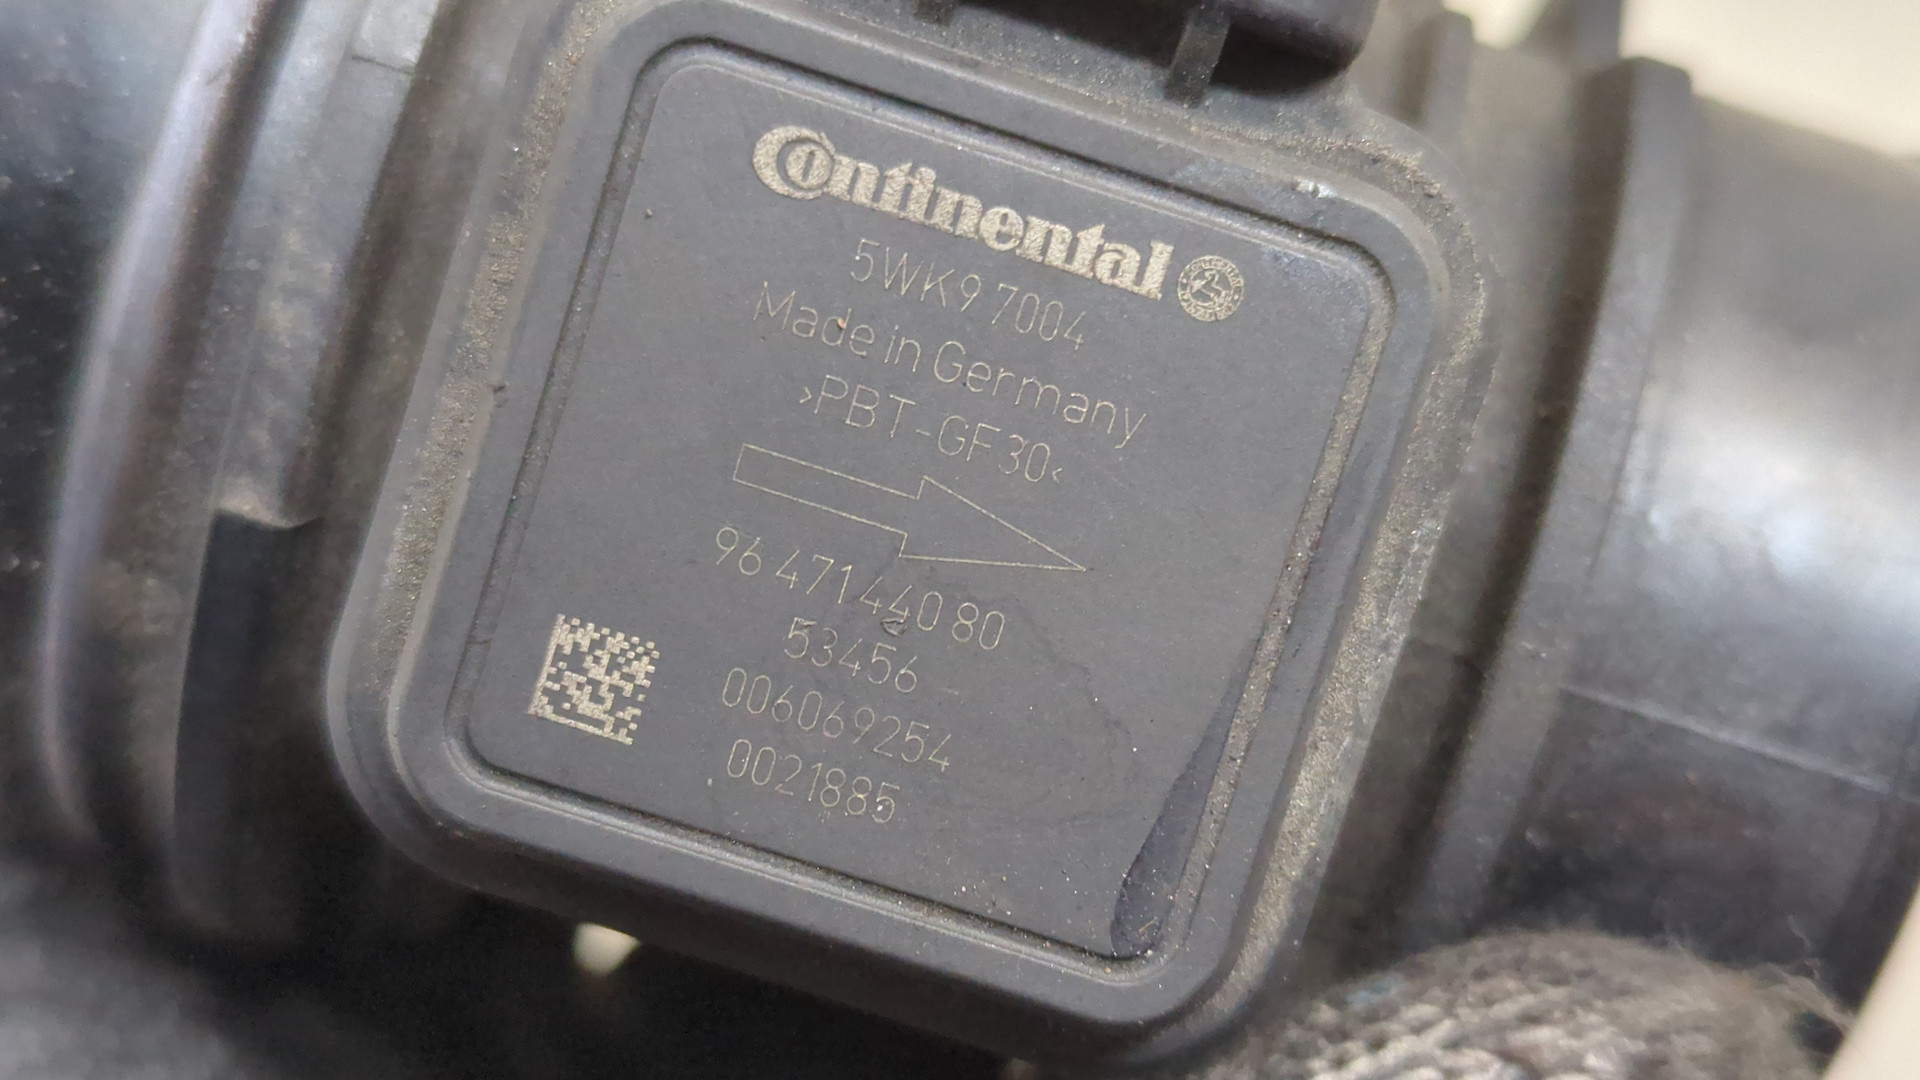 Continental
5WK9 7004
Made in Germany
>PBT-GF30<
96 471 440 80
53456
006069254
0021885